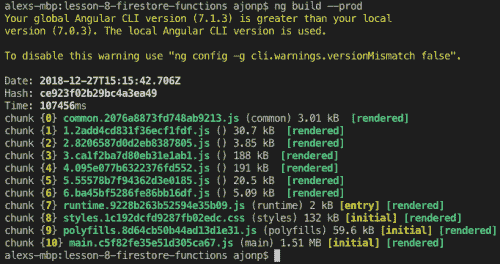 alexs-mbp:lesson-8-firestore-functions ajonp$ ng build --prod
Your global Angular CLI version (7.1.3) is greater than your local
version (7.0.3). The local Angular CLI version is used.
To disable this warning use "ng config -g cli.warnings.versionMismatch false".
Date: 2018-12-27T15:15:42.706Z
Hash: ce923f02b29bc4a3ea49
Time: 107456ms
chunk {0} common.2076a8873fd748ab9213.js (common) 3.01 kB [rendered]
chunk {1} 1.2add4cd831f36ecf1fdf.js () 30.7 kB [rendered]
chunk {2} 2.8206587d0d2eb8387805.js () 3.85 kB [rendered]
chunk {3} 3.ca1f2ba7d80eb31e1ab1.js () 188 kB [rendered]
chunk {4} 4.095e077b6322376fd552.js () 191 kB [rendered]
chunk {5} 5.55578b7f94362d3e0185.js () 20.5 kB [rendered]
chunk {6} 6.ba45bf5286fe86bb16df.js () 5.09 kB [rendered]
chunk {7} runtime.9228b263b52594e35b09.js (runtime) 2 kB [entry] [rendered]
chunk {8} styles.1c192dcfd9287fb02edc.css (styles) 132 kB [initial] [rendered]
chunk {9} polyfills.8d64cb50b44ad13d1e31.js (polyfills) 59.6 kB [initial] [rendered]
chunk {10} main.c5f82fe35e51d305ca67.js (main) 1.51 MB [initial] [rendered]
alexs-mbp:lesson-8-firestore-functions ajonp$